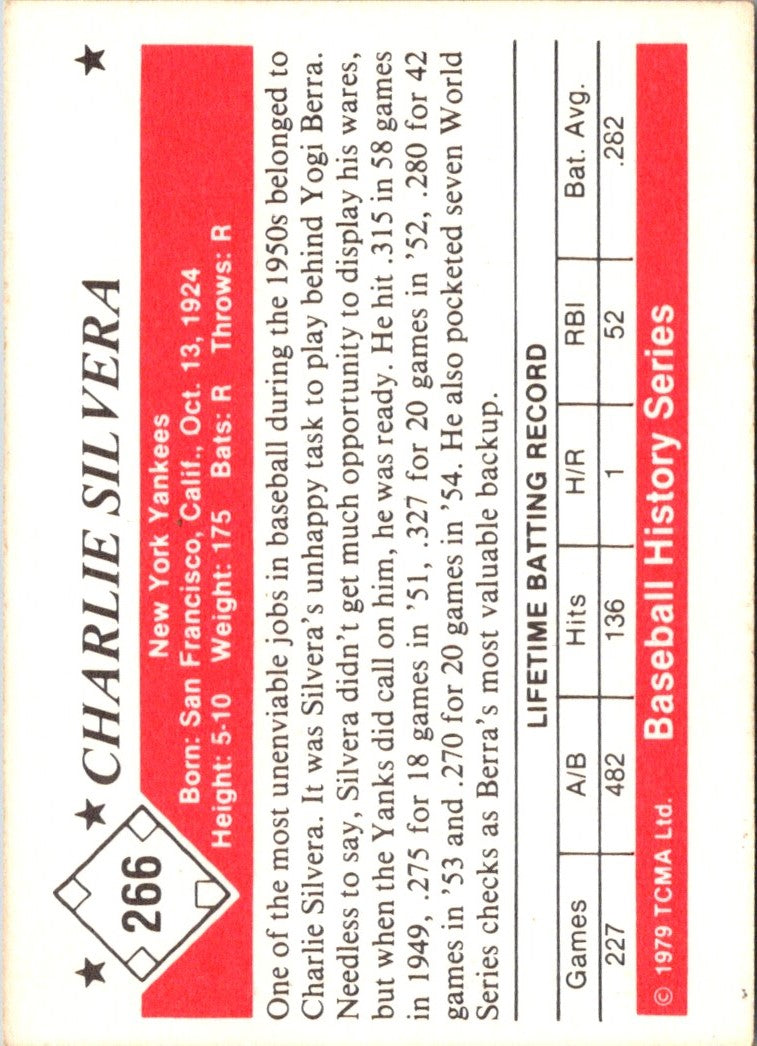 266
CHARLIE SILVERA
New York Yankees
Born: San Francisco, Calif., Oct. 13, 1924
Height: 5-10 Weight: 175 Bats: R Throws: R
One of the most unenviable jobs in baseball during the 1950s belonged to
Charlie Silvera. It was Silvera's unhappy task to play behind Yogi Berra.
Needless to say, Silvera didn't get much opportunity to display his wares,
but when the Yanks did call on him, he was ready. He hit .315 in 58 games
in 1949, .275 for 18 games in '51, .327 for 20 games in '52, .280 for 42
games in '53 and .270 for 20 games in '54. He also pocketed seven World
Series checks as Berra's most valuable backup.
LIFETIME BATTING RECORD
Games A/B Hits H/R RBI Bat. Avg.
227 482 136 1 52 .282
© 1979 TCMA Ltd. Baseball History Series